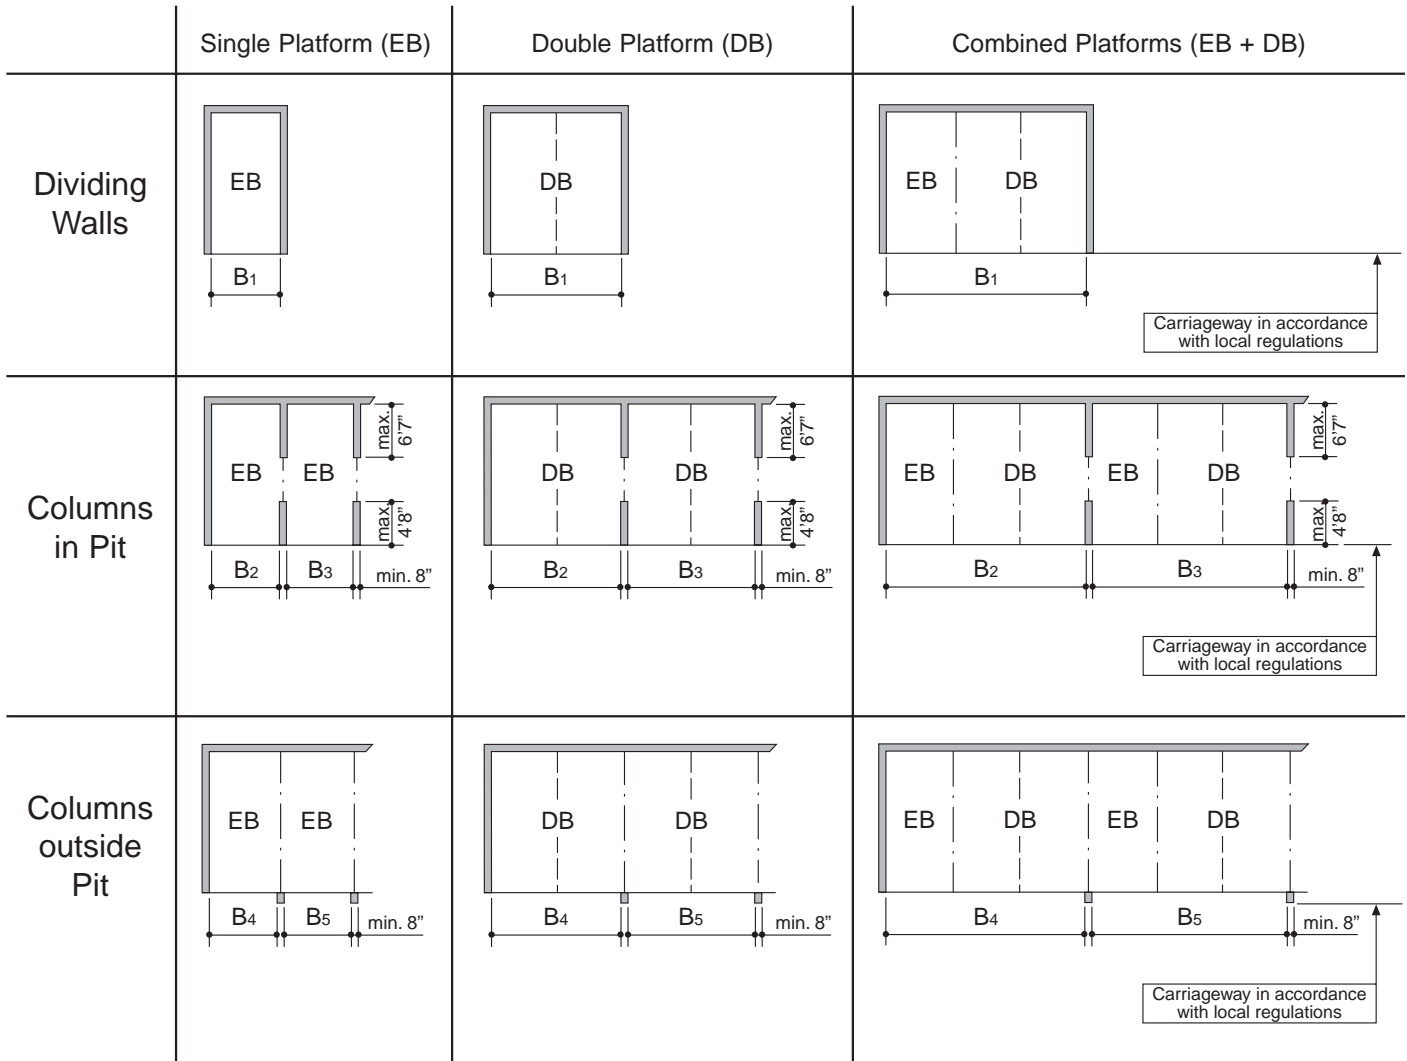 Single Platform (EB)
Double Platform (DB)
Combined Platforms (EB + DB)
Dividing
Walls
EB
B1
DB
B1
EB
DB
B1
Carriageway in accordance
with local regulations
Columns
in Pit
EB
EB
max.
6'7”
max.
4'8”
B2
B3
min. 8”
DB
DB
max.
6'7”
max.
4'8”
B2
B3
min. 8”
EB
DB
EB
DB
max.
6'7”
max.
4'8”
B2
B3
min. 8”
Carriageway in accordance
with local regulations
Columns
outside
Pit
EB
EB
B4
B5
min. 8”
DB
DB
B4
B5
min. 8”
EB
DB
EB
DB
B4
B5
min. 8”
Carriageway in accordance
with local regulations